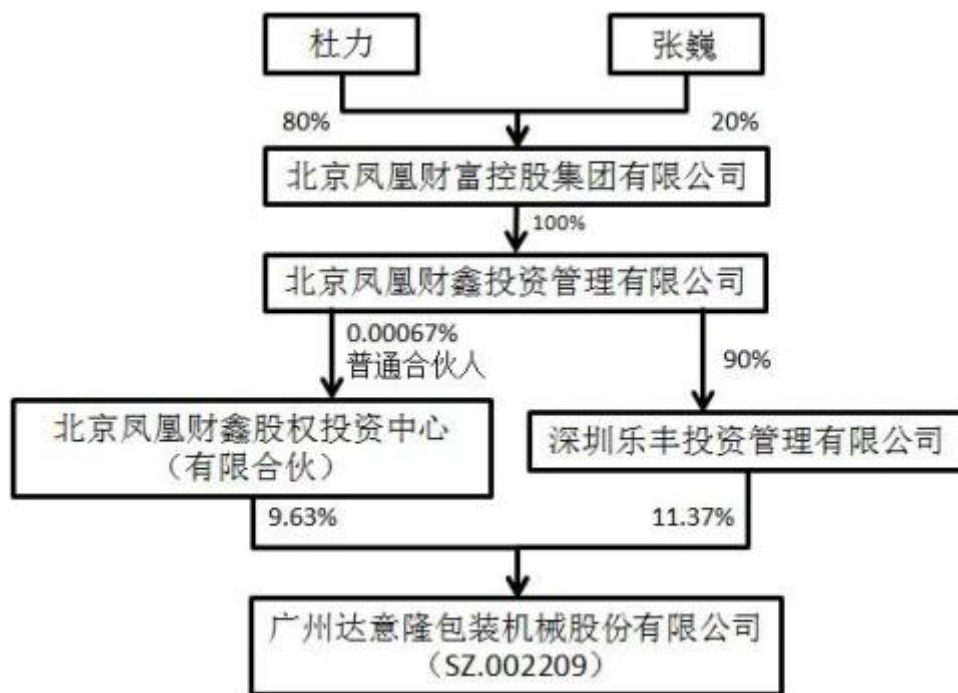 杜力
张巍
80%
20%
北京凤凰财富控股集团有限公司
100%
北京凤凰财鑫投资管理有限公司
0.00067%
普通合伙人
90%
北京凤凰财鑫股权投资中心
（有限合伙）
深圳乐丰投资管理有限公司
9.63%
11.37%
广州达意隆包装机械股份有限公司
（SZ.002209）